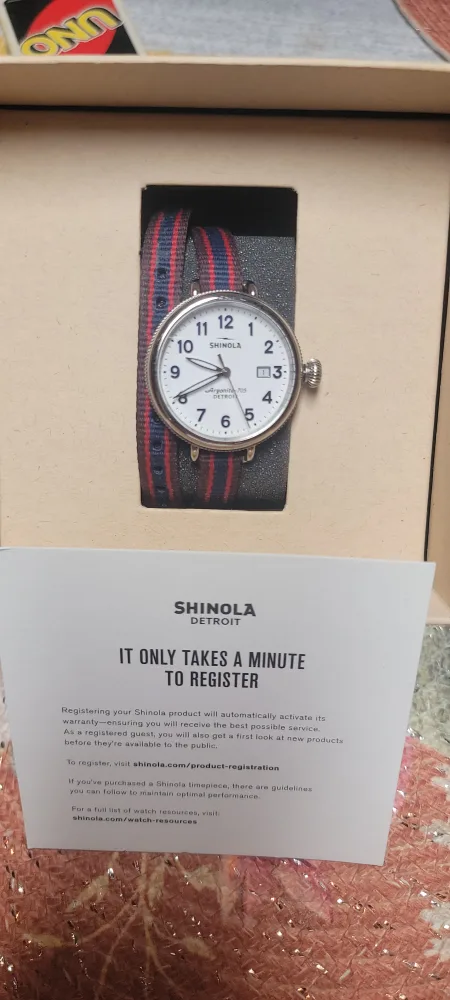 UNO
12
11 1
SHINOLA
10 2
9 3
Argonite-705
DETROIT
8 4
7 5
6
SHINOLA
DETROIT
IT ONLY TAKES A MINUTE
TO REGISTER
Registering your Shinola product will automatically activate its
warranty—ensuring you will receive the best possible service.
As a registered guest, you will also get a first look at new products
before they're available to the public.
To register, visit shinola.com/product-registration
If you've purchased a Shinola timepiece, there are guidelines
you can follow to maintain optimal performance.
For a full list of watch resources, visit:
shinola.com/watch-resources